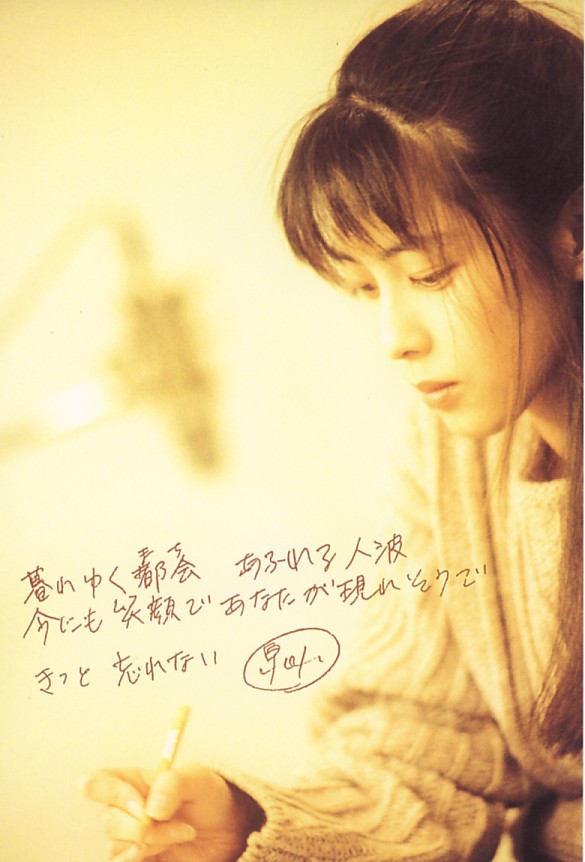 暮れゆく都会 あふれる人波
今にも笑顔であなたが現れそうで
きっと忘れない